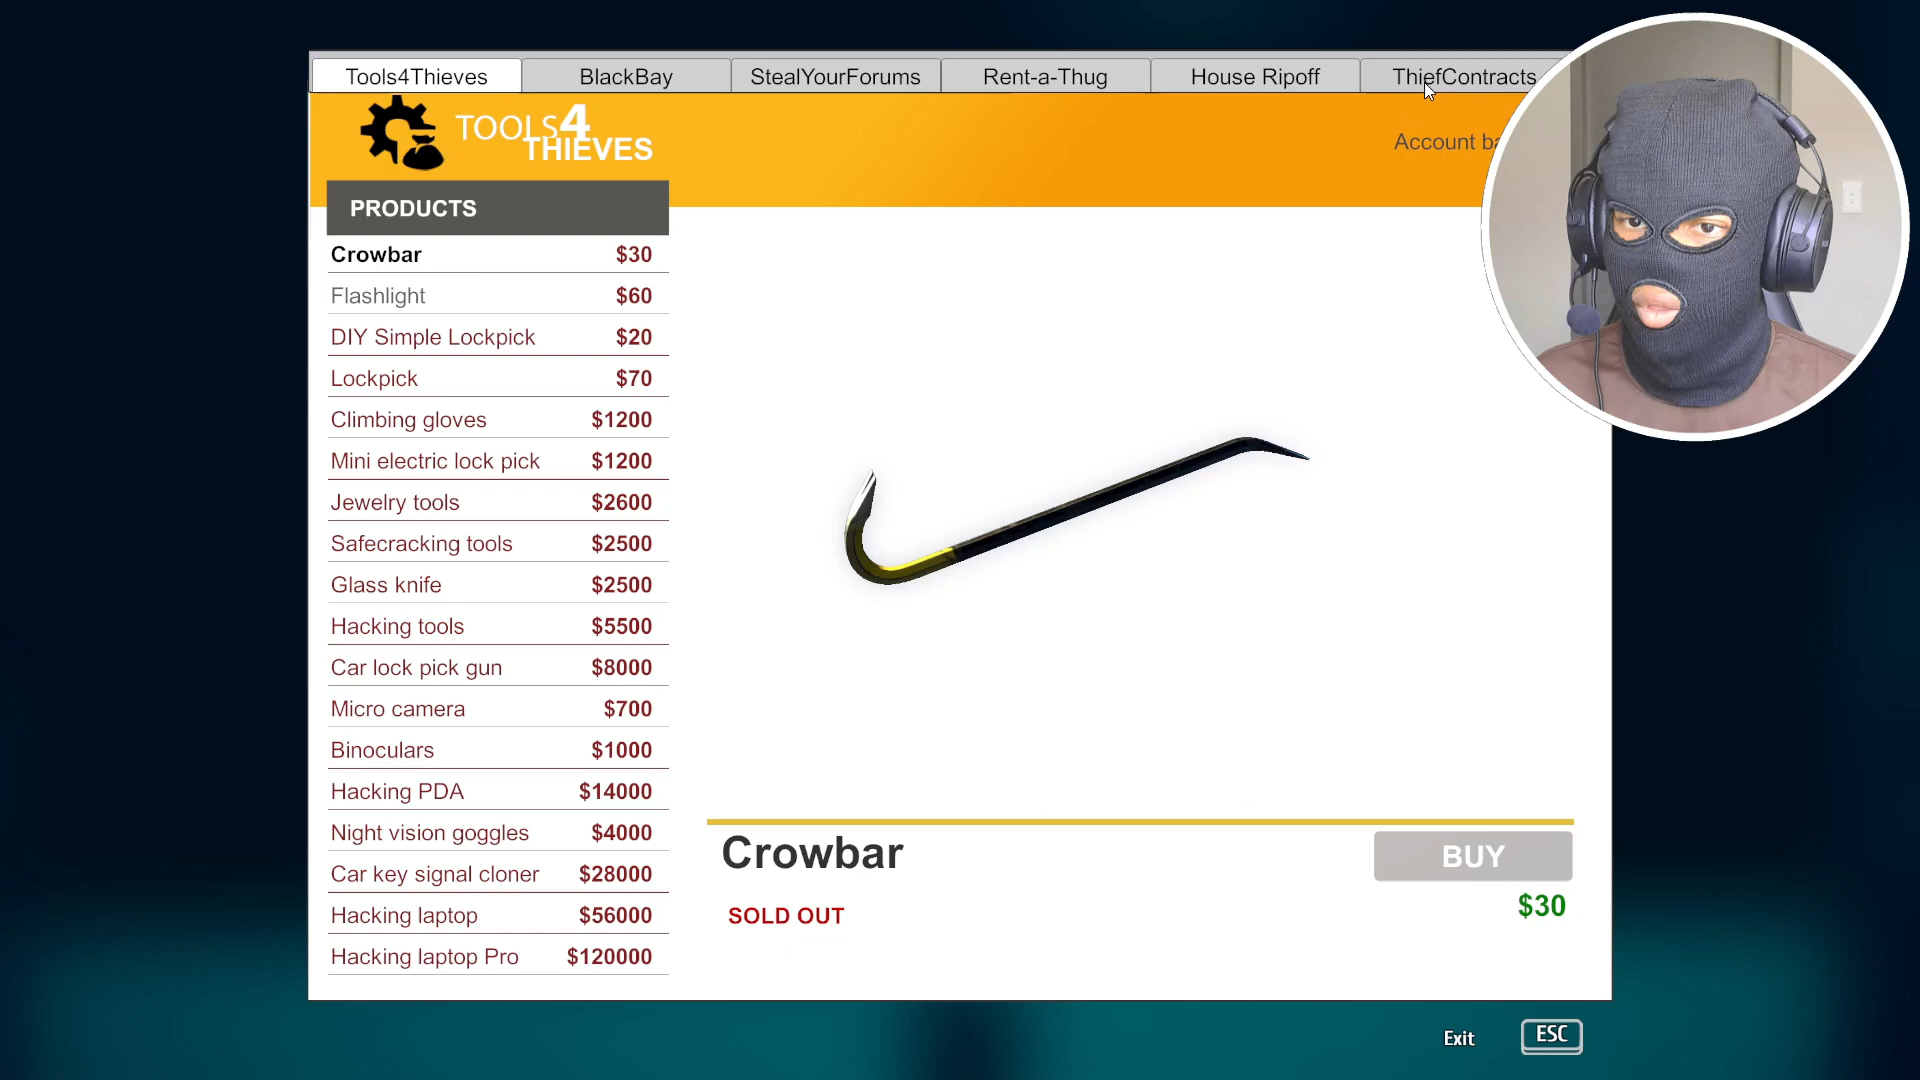 Tools4Thieves BlackBay StealYourForums Rent-a-Thug House Ripoff ThiefContracts
TOOLS4
THIEVES
Account
PRODUCTS
Crowbar $30
Flashlight $60
DIY Simple Lockpick $20
Lockpick $70
Climbing gloves $1200
Mini electric lock pick $1200
Jewelry tools $2600
Safecracking tools $2500
Glass knife $2500
Hacking tools $5500
Car lock pick gun $8000
Micro camera $700
Binoculars $1000
Hacking PDA $14000
Night vision goggles $4000
Car key signal cloner $28000
Hacking laptop $56000
Hacking laptop Pro $120000
Crowbar
BUY
$30
SOLD OUT
Exit ESC